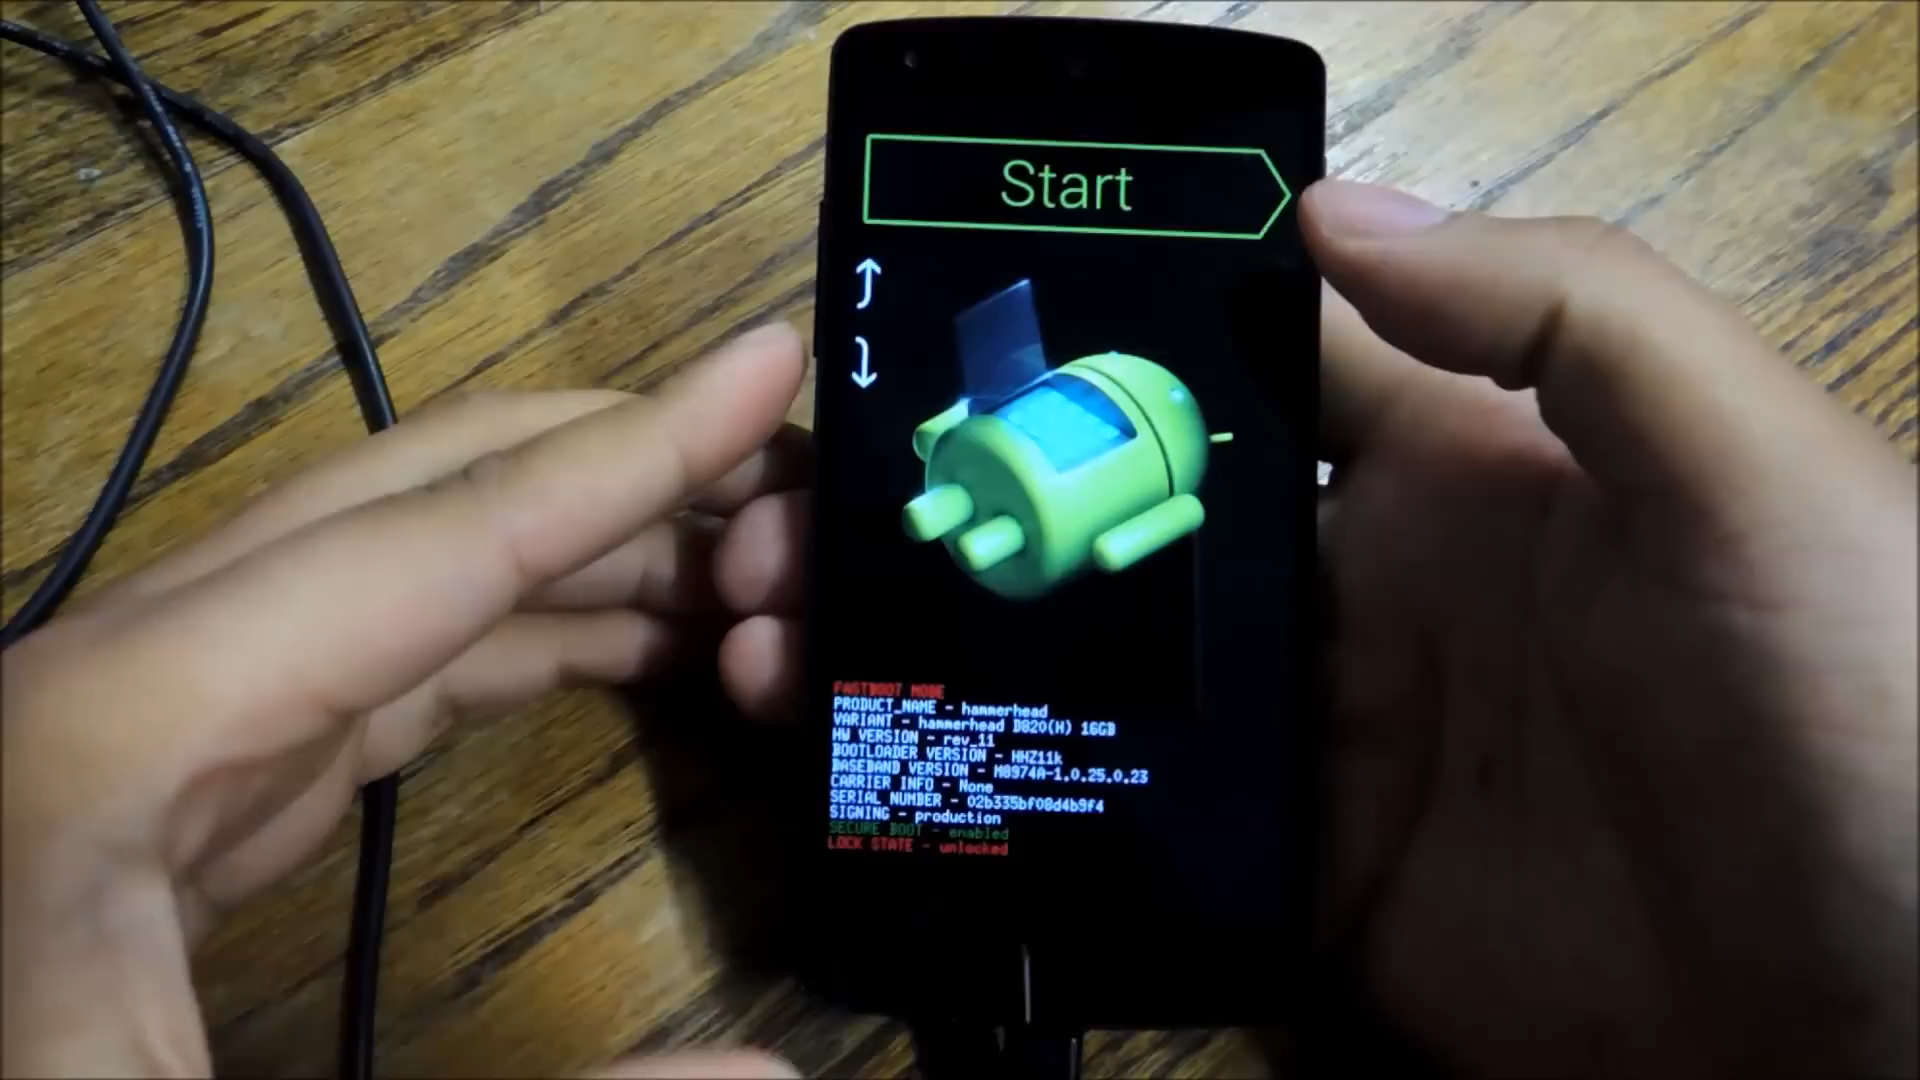 Start
FASTBOOT MODE
PRODUCT_NAME - hammerhead
VARIANT - hammerhead D820(H) 16GB
HW VERSION - rev_11
BOOTLOADER VERSION - HHZ11k
BASEBAND VERSION - M8974A-1.0.25.0.23
CARRIER INFO - None
SERIAL NUMBER - 02b335bf08d4b9f4
SIGNING - production
SECURE BOOT - enabled
LOCK STATE - unlocked